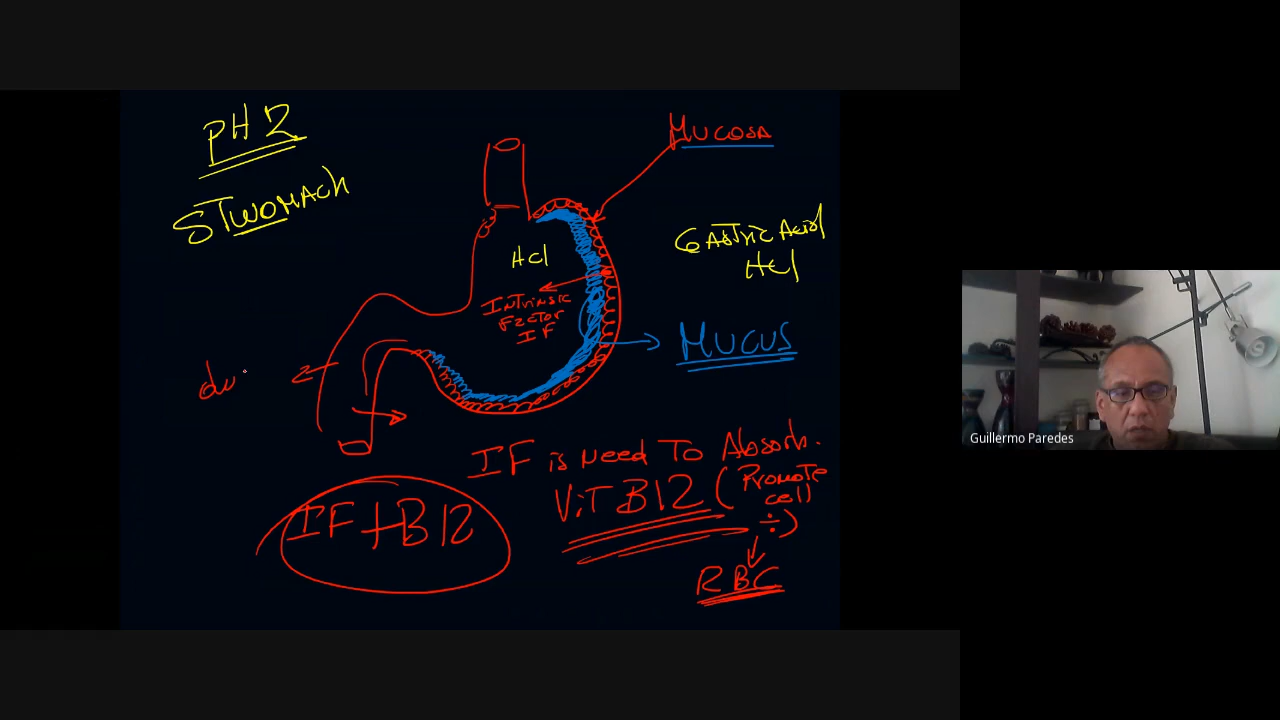 pH 2
STWOMACH
MUCOSA
HCl
GASTRIC ACID
HCl
INTRINSIC
FACTOR
IF
MUCUS
du
IF is NEED TO Absorb.
ViT B12 (PROMOTE
cell
÷)
IF + B12
RBC
Guillermo Paredes